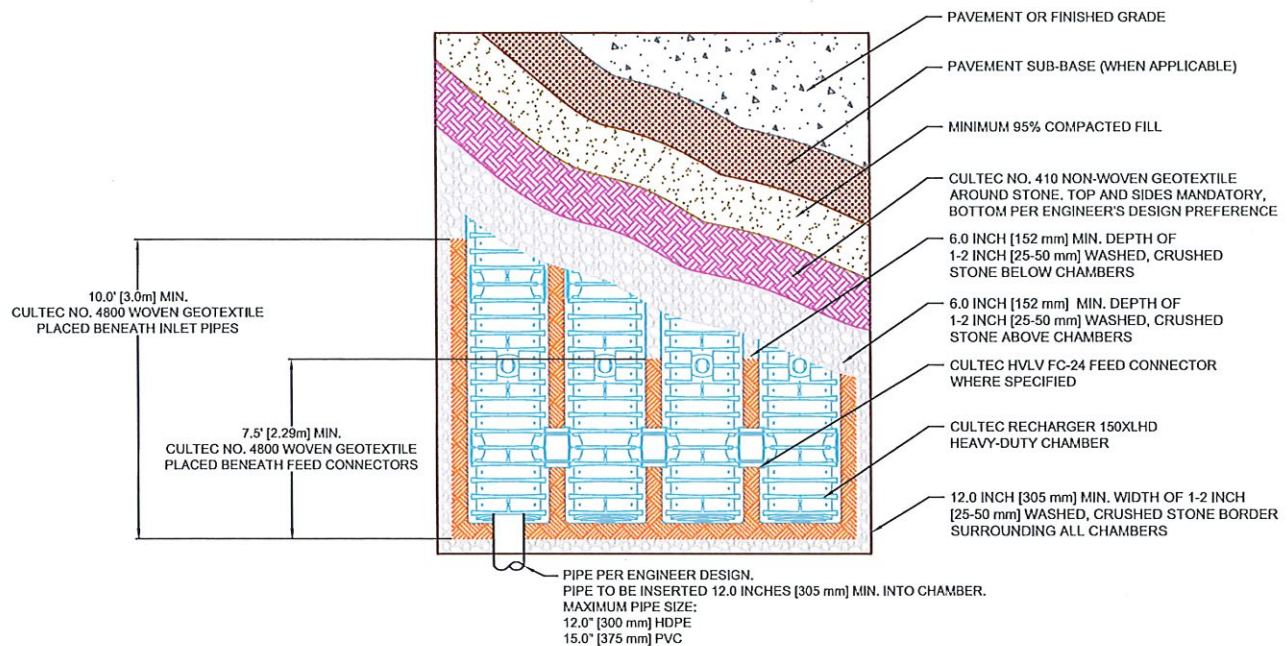 PAVEMENT OR FINISHED GRADE
PAVEMENT SUB-BASE (WHEN APPLICABLE)
MINIMUM 95% COMPACTED FILL
CULTEC NO. 410 NON-WOVEN GEOTEXTILE
AROUND STONE. TOP AND SIDES MANDATORY,
BOTTOM PER ENGINEER'S DESIGN PREFERENCE
6.0 INCH [152 mm] MIN. DEPTH OF
1-2 INCH [25-50 mm] WASHED, CRUSHED
STONE BELOW CHAMBERS
6.0 INCH [152 mm] MIN. DEPTH OF
1-2 INCH [25-50 mm] WASHED, CRUSHED
STONE ABOVE CHAMBERS
CULTEC HVLV FC-24 FEED CONNECTOR
WHERE SPECIFIED
CULTEC RECHARGER 150XLHD
HEAVY-DUTY CHAMBER
12.0 INCH [305 mm] MIN. WIDTH OF 1-2 INCH
[25-50 mm] WASHED, CRUSHED STONE BORDER
SURROUNDING ALL CHAMBERS
10.0' [3.0m] MIN.
CULTEC NO. 4800 WOVEN GEOTEXTILE
PLACED BENEATH INLET PIPES
7.5' [2.29m] MIN.
CULTEC NO. 4800 WOVEN GEOTEXTILE
PLACED BENEATH FEED CONNECTORS
PIPE PER ENGINEER DESIGN.
PIPE TO BE INSERTED 12.0 INCHES [305 mm] MIN. INTO CHAMBER.
MAXIMUM PIPE SIZE:
12.0" [300 mm] HDPE
15.0" [375 mm] PVC